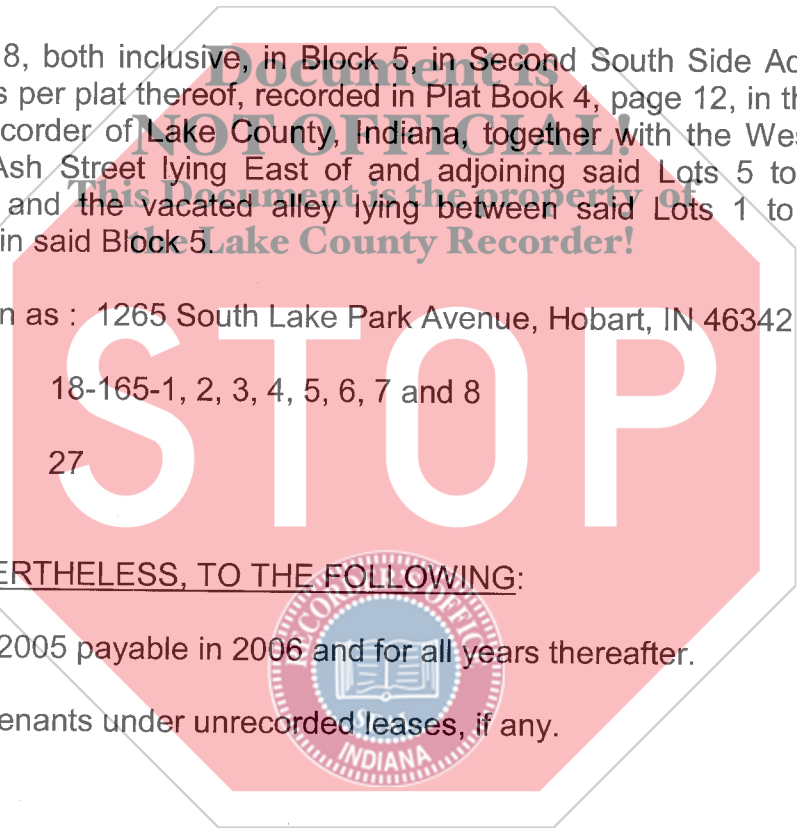 8, both inclusive, in Block 5, in Second South Side Ad
s per plat thereof, recorded in Plat Book 4, page 12, in th
corder of Lake County, Indiana, together with the Wes
Ash Street lying East of and adjoining said Lots 5 to
and the vacated alley lying between said Lots 1 to
in said Block 5.
Document is
NOT OFFICIAL!
This Document is the property of
the Lake County Recorder!
n as : 1265 South Lake Park Avenue, Hobart, IN 46342
18-165-1, 2, 3, 4, 5, 6, 7 and 8
27
STOP
ERTHELESS, TO THE FOLLOWING:
2005 payable in 2006 and for all years thereafter.
enants under unrecorded leases, if any.
RECORDER'S OFFICE
INDIANA